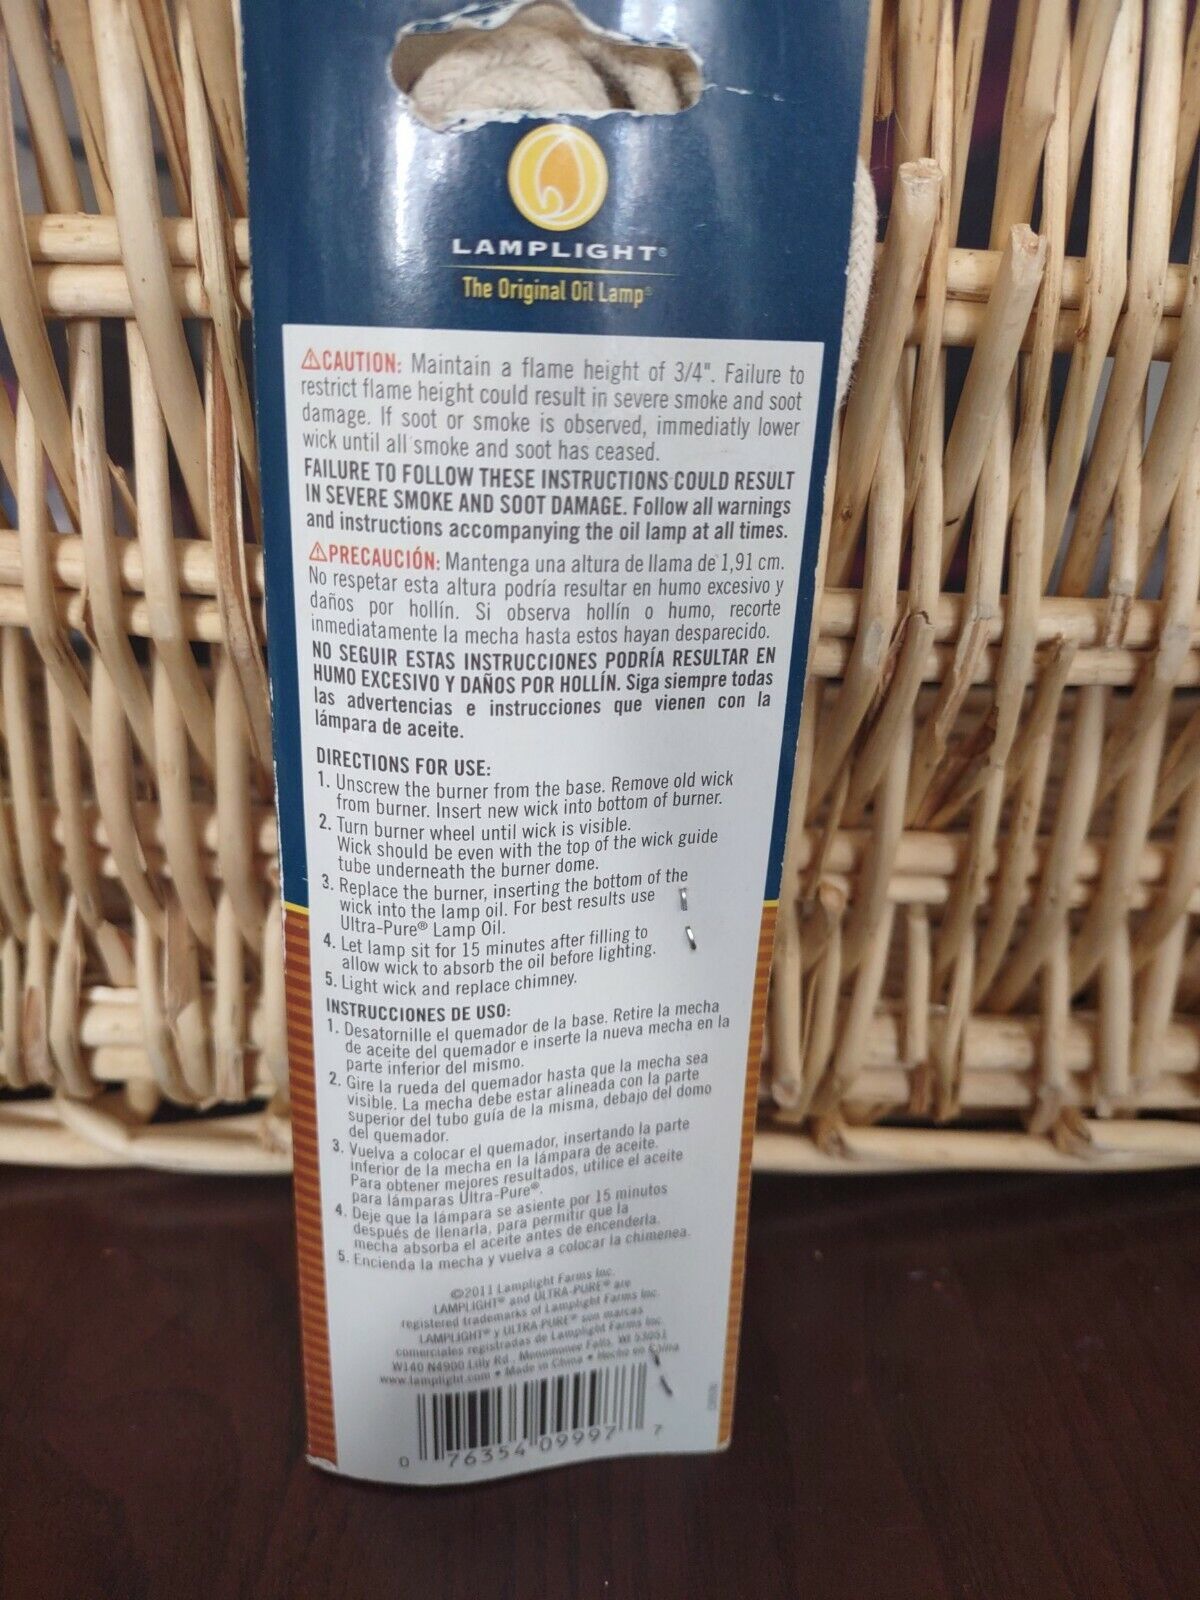 LAMPLIGHT®
The Original Oil Lamp®
⚠CAUTION: Maintain a flame height of 3/4". Failure to
restrict flame height could result in severe smoke and soot
damage. If soot or smoke is observed, immediatly lower
wick until all smoke and soot has ceased.
FAILURE TO FOLLOW THESE INSTRUCTIONS COULD RESULT
IN SEVERE SMOKE AND SOOT DAMAGE. Follow all warnings
and instructions accompanying the oil lamp at all times.
⚠PRECAUCIÓN: Mantenga una altura de llama de 1,91 cm.
No respetar esta altura podría resultar en humo excesivo y
daños por hollín. Si observa hollín o humo, recorte
inmediatamente la mecha hasta estos hayan desparecido.
NO SEGUIR ESTAS INSTRUCCIONES PODRÍA RESULTAR EN
HUMO EXCESIVO Y DAÑOS POR HOLLÍN. Siga siempre todas
las advertencias e instrucciones que vienen con la
lámpara de aceite.
DIRECTIONS FOR USE:
1. Unscrew the burner from the base. Remove old wick
from burner. Insert new wick into bottom of burner.
2. Turn burner wheel until wick is visible.
Wick should be even with the top of the wick guide
tube underneath the burner dome.
3. Replace the burner, inserting the bottom of the
wick into the lamp oil. For best results use
Ultra-Pure® Lamp Oil.
4. Let lamp sit for 15 minutes after filling to
allow wick to absorb the oil before lighting.
5. Light wick and replace chimney.
INSTRUCCIONES DE USO:
1. Desatornille el quemador de la base. Retire la mecha
de aceite del quemador e inserte la nueva mecha en la
parte inferior del mismo.
2. Gire la rueda del quemador hasta que la mecha sea
visible. La mecha debe estar alineada con la parte
superior del tubo guía de la misma, debajo del domo
del quemador.
3. Vuelva a colocar el quemador, insertando la parte
inferior de la mecha en la lámpara de aceite.
Para obtener mejores resultados, utilice el aceite
para lámparas Ultra-Pure®.
4. Deje que la lámpara se asiente por 15 minutos
después de llenarla, para permitir que la
mecha absorba el aceite antes de encenderla.
5. Encienda la mecha y vuelva a colocar la chimenea.
©2011 Lamplight Farms Inc.
LAMPLIGHT® and ULTRA-PURE® are
registered trademarks of Lamplight Farms Inc.
LAMPLIGHT® y ULTRA-PURE® son marcas
comerciales registradas de Lamplight Farms Inc.
W140 N4900 Lilly Rd., Menomonee Falls, WI 53051
www.lamplight.com • Made in China • Hecho en China
0 76354 09997 7